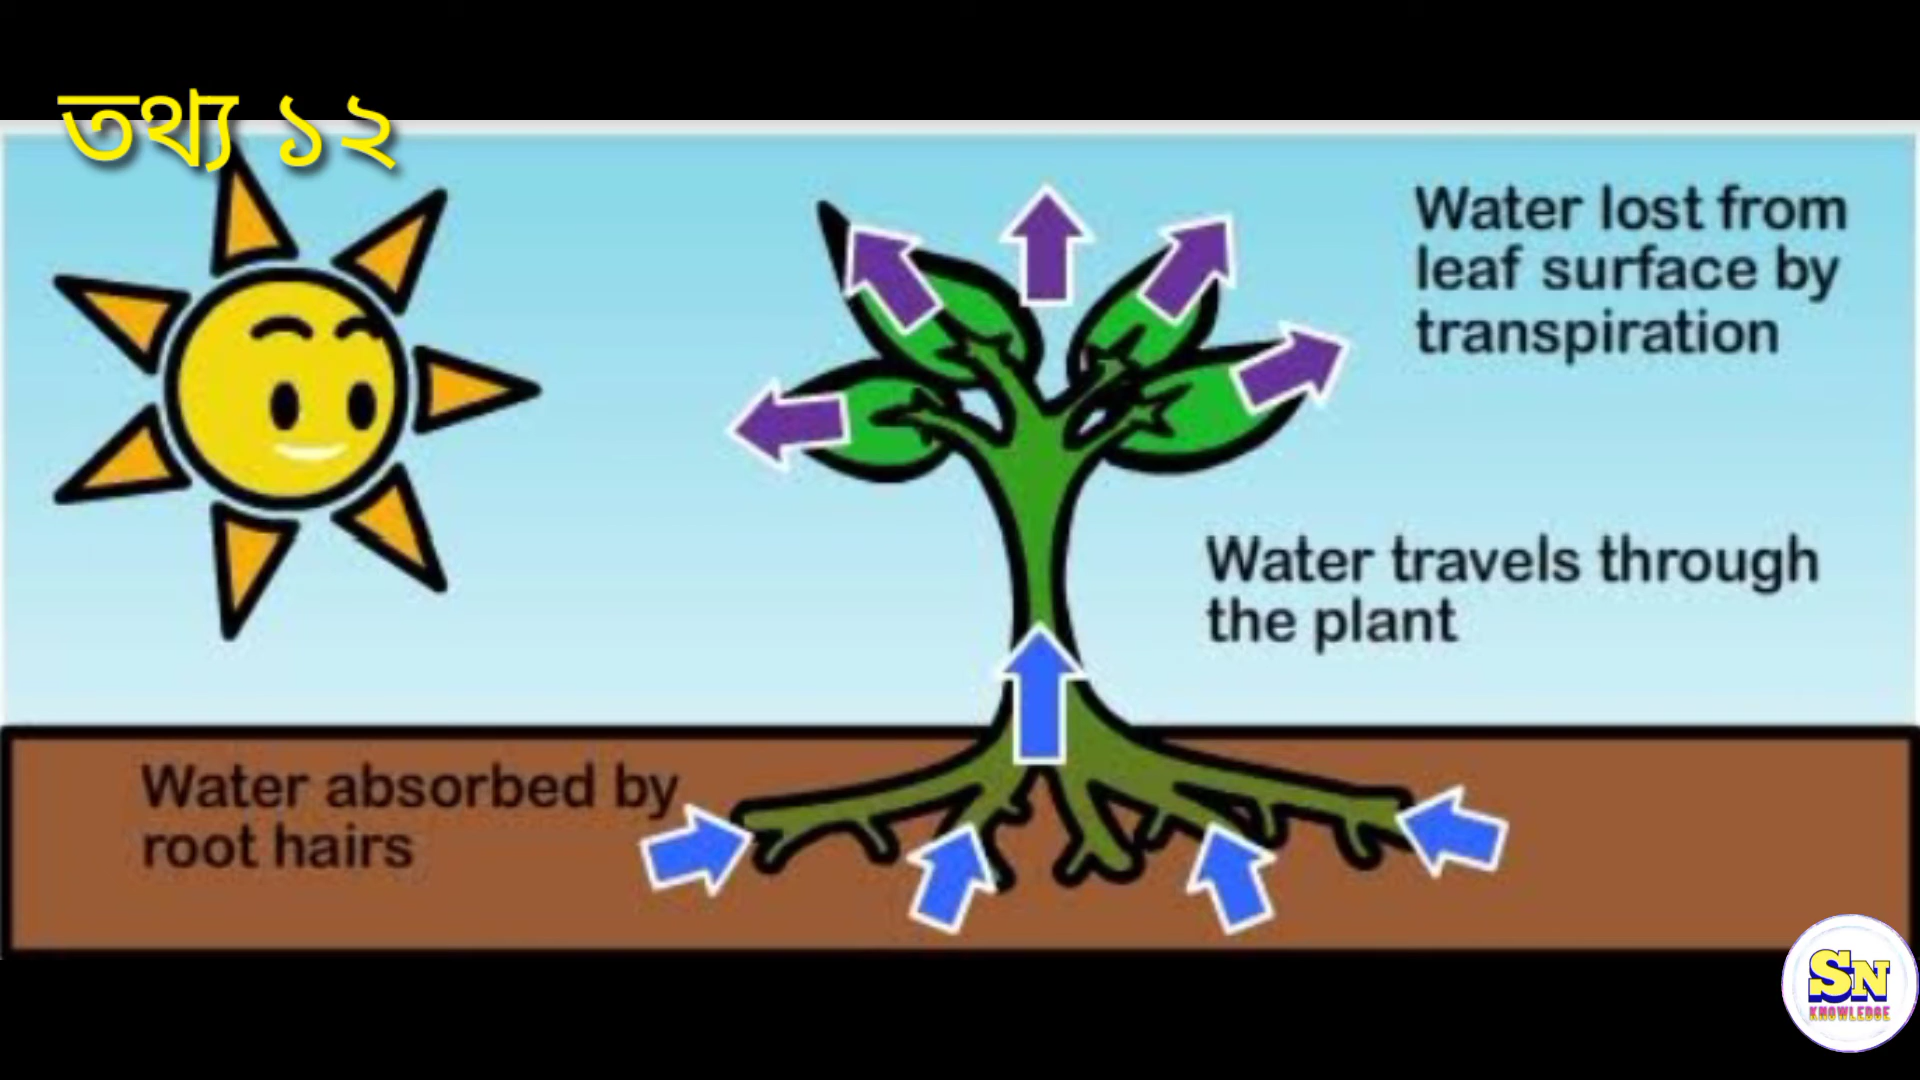 তথ্য ১২
Water lost from
leaf surface by
transpiration
Water travels through
the plant
Water absorbed by
root hairs
SN
KNOWLEDGE